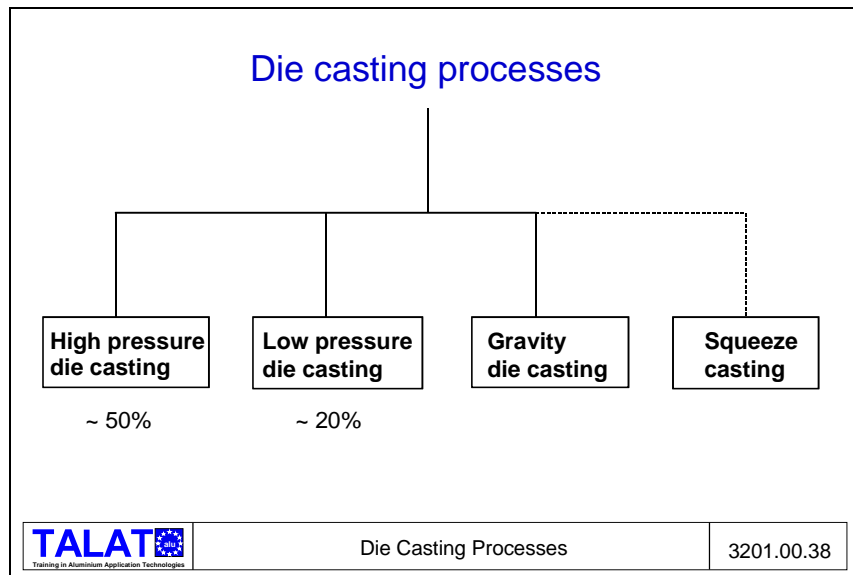 Die casting processes
High pressure
die casting
Low pressure
die casting
Gravity
die casting
Squeeze
casting
~ 50%
~ 20%
TALAT
alu
Training in Aluminium Application Technologies
Die Casting Processes
3201.00.38